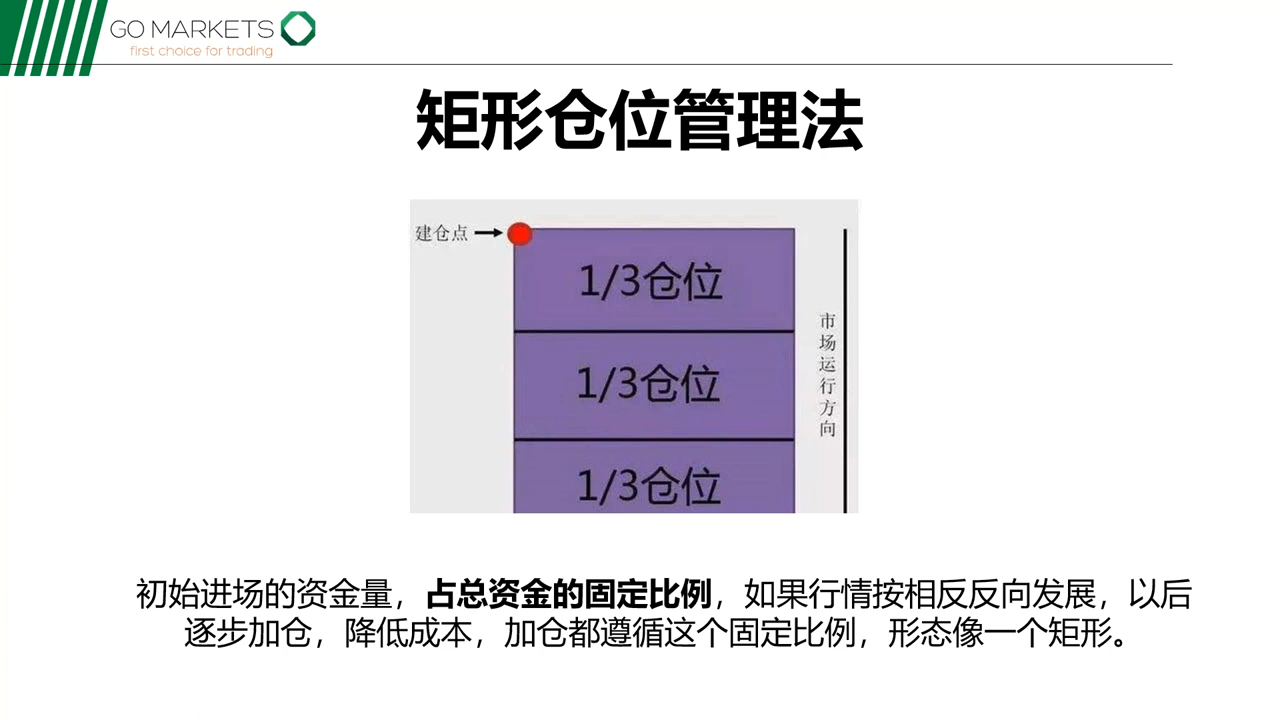 GO MARKETS
first choice for trading
矩形仓位管理法
建仓点
1/3仓位
1/3仓位
1/3仓位
市场运行方向
初始进场的资金量，占总资金的固定比例，如果行情按相反反向发展，以后
逐步加仓，降低成本，加仓都遵循这个固定比例，形态像一个矩形。